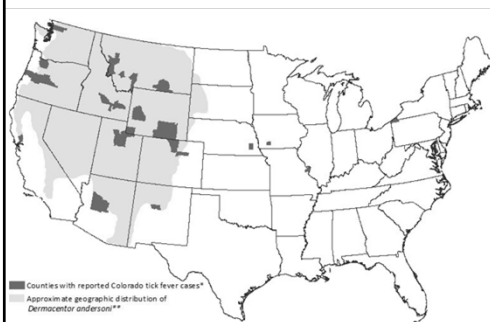 Counties with reported Colorado tick fever cases*
Approximate geographic distribution of
Dermacentor andersoni**